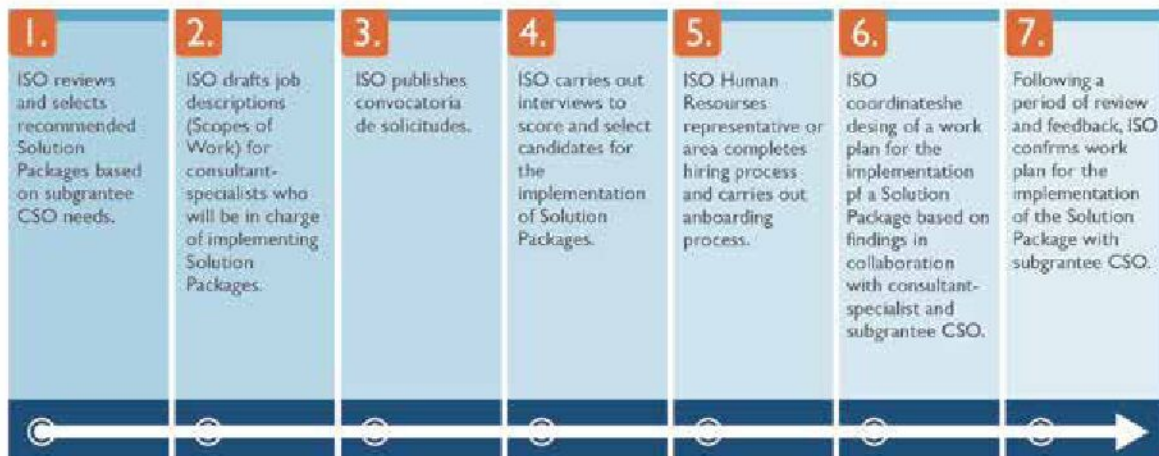 1.
ISO reviews
and selects
recommended
Solution
Packages based
on subgrantee
CSO needs.
2.
ISO drafts job
descriptions
(Scopes of
Work) for
consultant-
specialists who
will be in charge
of implementing
Solution
Packages.
3.
ISO publishes
convocatoria
de solicitudes.
4.
ISO carries out
interviews to
score and select
candidates for
the
implementation
of Solution
Packages.
5.
ISO Human
Resourses
representative or
area completes
hiring process
and carries out
anboarding
process.
6.
ISO
coordinateshe
desing of a work
plan for the
implementation
pf a Solution
Package based on
findings in
collaboration
with consultant-
specialist and
subgrantee CSO.
7.
Following a
period of review
and feedback, ISO
confrms work
plan for the
implementation
of the Solution
Package with
subgrantee CSO.